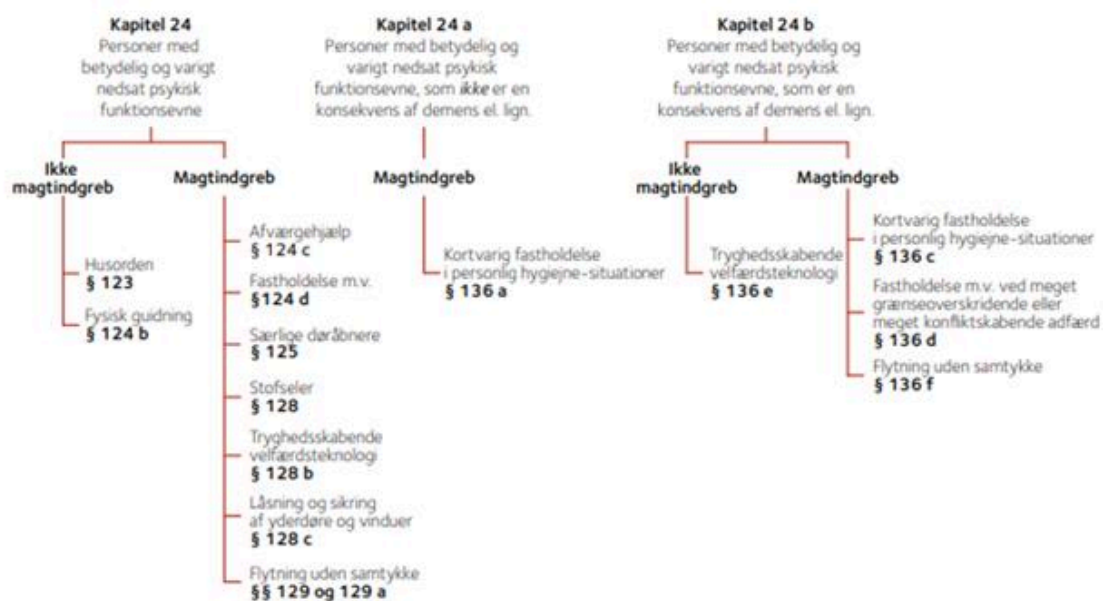 Kapitel 24
Personer med
betydelig og varigt
nedsat psykisk
funktionsevne
Ikke
magtindgreb
Husorden
§ 123
Fysisk guidning
§ 124 b
Magtindgreb
Afværgehjælp
§ 124 c
Fastholdelse m.v.
§124 d
Særlige døråbnere
§ 125
Stofseler
§ 128
Tryghedsskabende
velfærdsteknologi
§ 128 b
Låsning og sikring
af yderdøre og vinduer
§ 128 c
Flytning uden samtykke
§§ 129 og 129 a
Kapitel 24 a
Personer med betydelig og
varigt nedsat psykisk
funktionsevne, som ikke er en
konsekvens af demens el. lign.
Magtindgreb
Kortvarig fastholdelse
i personlig hygiejne-situationer
§ 136 a
Kapitel 24 b
Personer med betydelig og
varigt nedsat psykisk
funktionsevne, som er en
konsekvens af demens el. lign.
Ikke
magtindgreb
Tryghedsskabende
velfærdsteknologi
§ 136 e
Magtindgreb
Kortvarig fastholdelse
i personlig hygiejne-situationer
§ 136 c
Fastholdelse m.v. ved meget
grænseoverskridende eller
meget konfliktskabende adfærd
§ 136 d
Flytning uden samtykke
§ 136 f